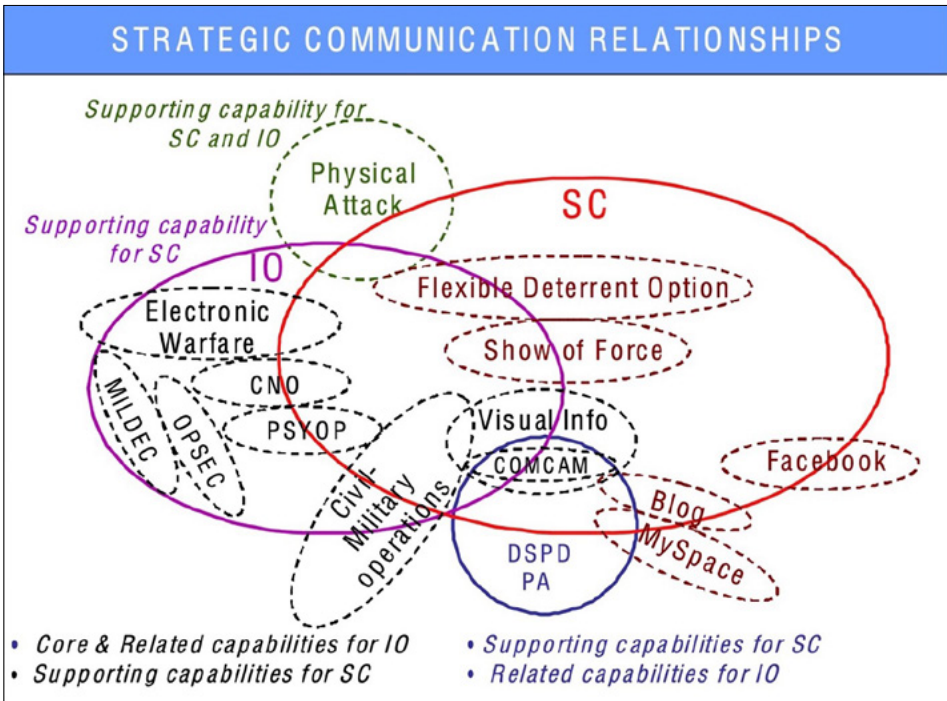 STRATEGIC COMMUNICATION RELATIONSHIPS
Supporting capability for
SC and IO
Physical
Attack
SC
Supporting capability
for SC
IO
Flexible Deterrent Option
Electronic
Warfare
Show of Force
CNO
MILDEC
OPSEC
PSYOP
Visual Info
COMCAM
Civil-
Military
operations
Facebook
Blog
MySpace
DSPD
PA
• Core & Related capabilities for IO
• Supporting capabilities for SC
• Supporting capabilities for SC
• Related capabilities for IO